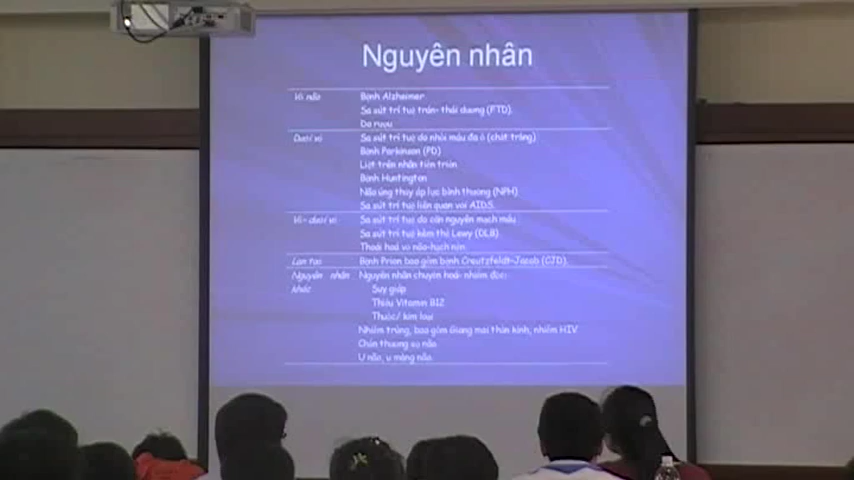 Nguyên nhân
Vỏ não Bệnh Alzheimer
Sa sút trí tuệ trán- thái dương (FTD).
Do rượu
Dưới vỏ Sa sút trí tuệ do nhồi máu đa ổ (chất trắng)
Bệnh Parkinson (PD)
Liệt trên nhân tiến triển
Bệnh Huntington
Não úng thủy áp lực bình thường (NPH)
Sa sút trí tuệ liên quan với AIDS.
Vỏ- dưới vỏ Sa sút trí tuệ do căn nguyên mạch máu
Sa sút trí tuệ kèm thể Lewy (DLB)
Thoái hoá vỏ não-hạch nền
Lan toả Bệnh Prion bao gồm bệnh Creutzfeldt-Jacob (CJD).
Nguyên nhân Nguyên nhân chuyển hoá- nhiễm độc:
khác Suy giáp
Thiếu Vitamin B12
Thuốc/ kim loại
Nhiễm trùng, bao gồm Giang mai thần kinh, nhiễm HIV
Chấn thương sọ não
U não, u màng não.